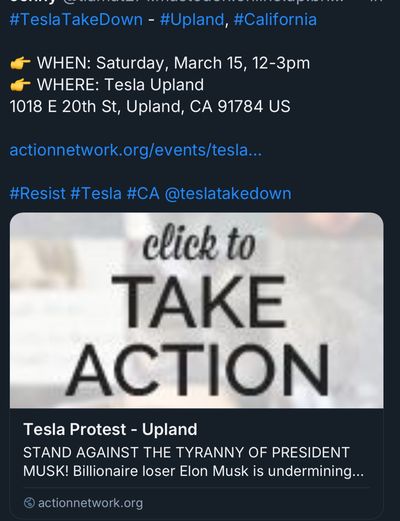 #TeslaTakeDown - #Upland, #California
👉 WHEN: Saturday, March 15, 12-3pm
👉 WHERE: Tesla Upland
1018 E 20th St, Upland, CA 91784 US
actionnetwork.org/events/tesla...
#Resist #Tesla #CA @teslatakedown
click to
TAKE
ACTION
Tesla Protest - Upland
STAND AGAINST THE TYRANNY OF PRESIDENT
MUSK! Billionaire loser Elon Musk is undermining...
actionnetwork.org